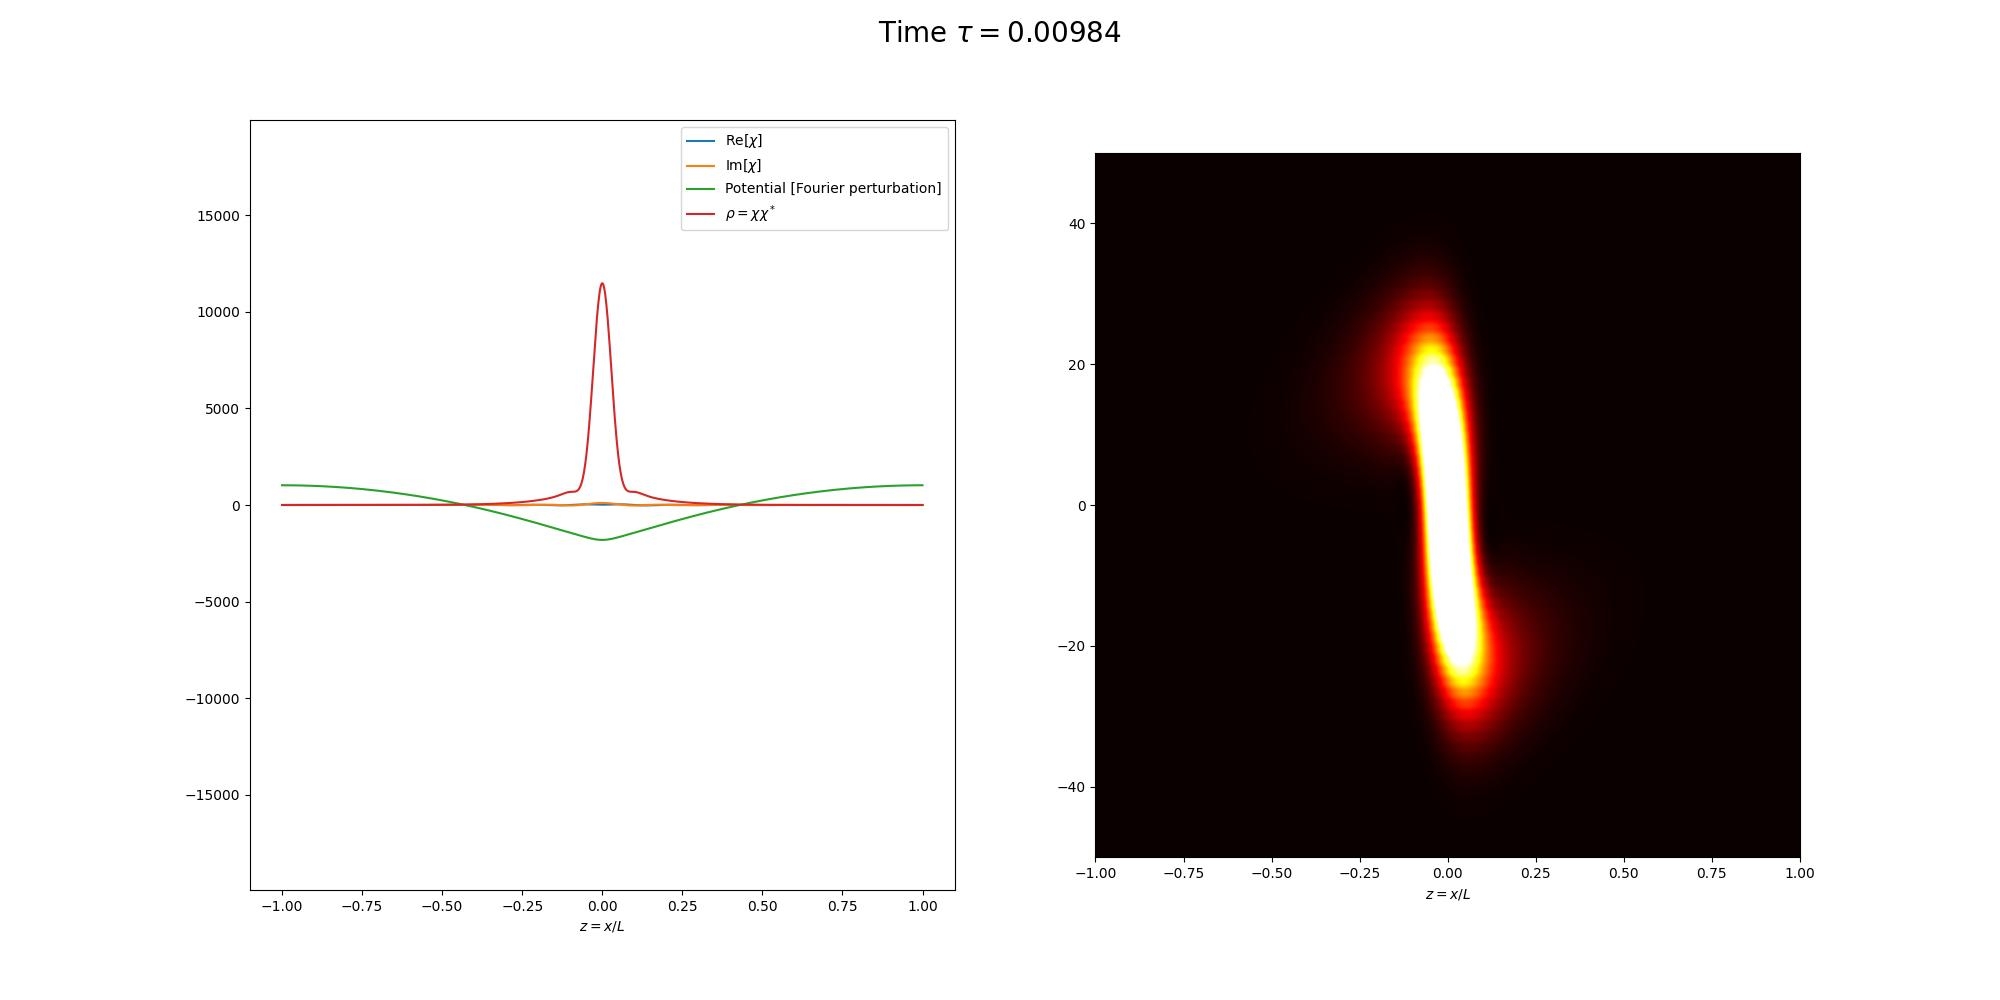 Time τ = 0.00984
Re[χ]
Im[χ]
Potential [Fourier perturbation]
ρ = χχ*
15000
10000
5000
0
−5000
−10000
−15000
−1.00 −0.75 −0.50 −0.25 0.00 0.25 0.50 0.75 1.00
z = x/L
40
20
0
−20
−40
−1.00 −0.75 −0.50 −0.25 0.00 0.25 0.50 0.75 1.00
z = x/L